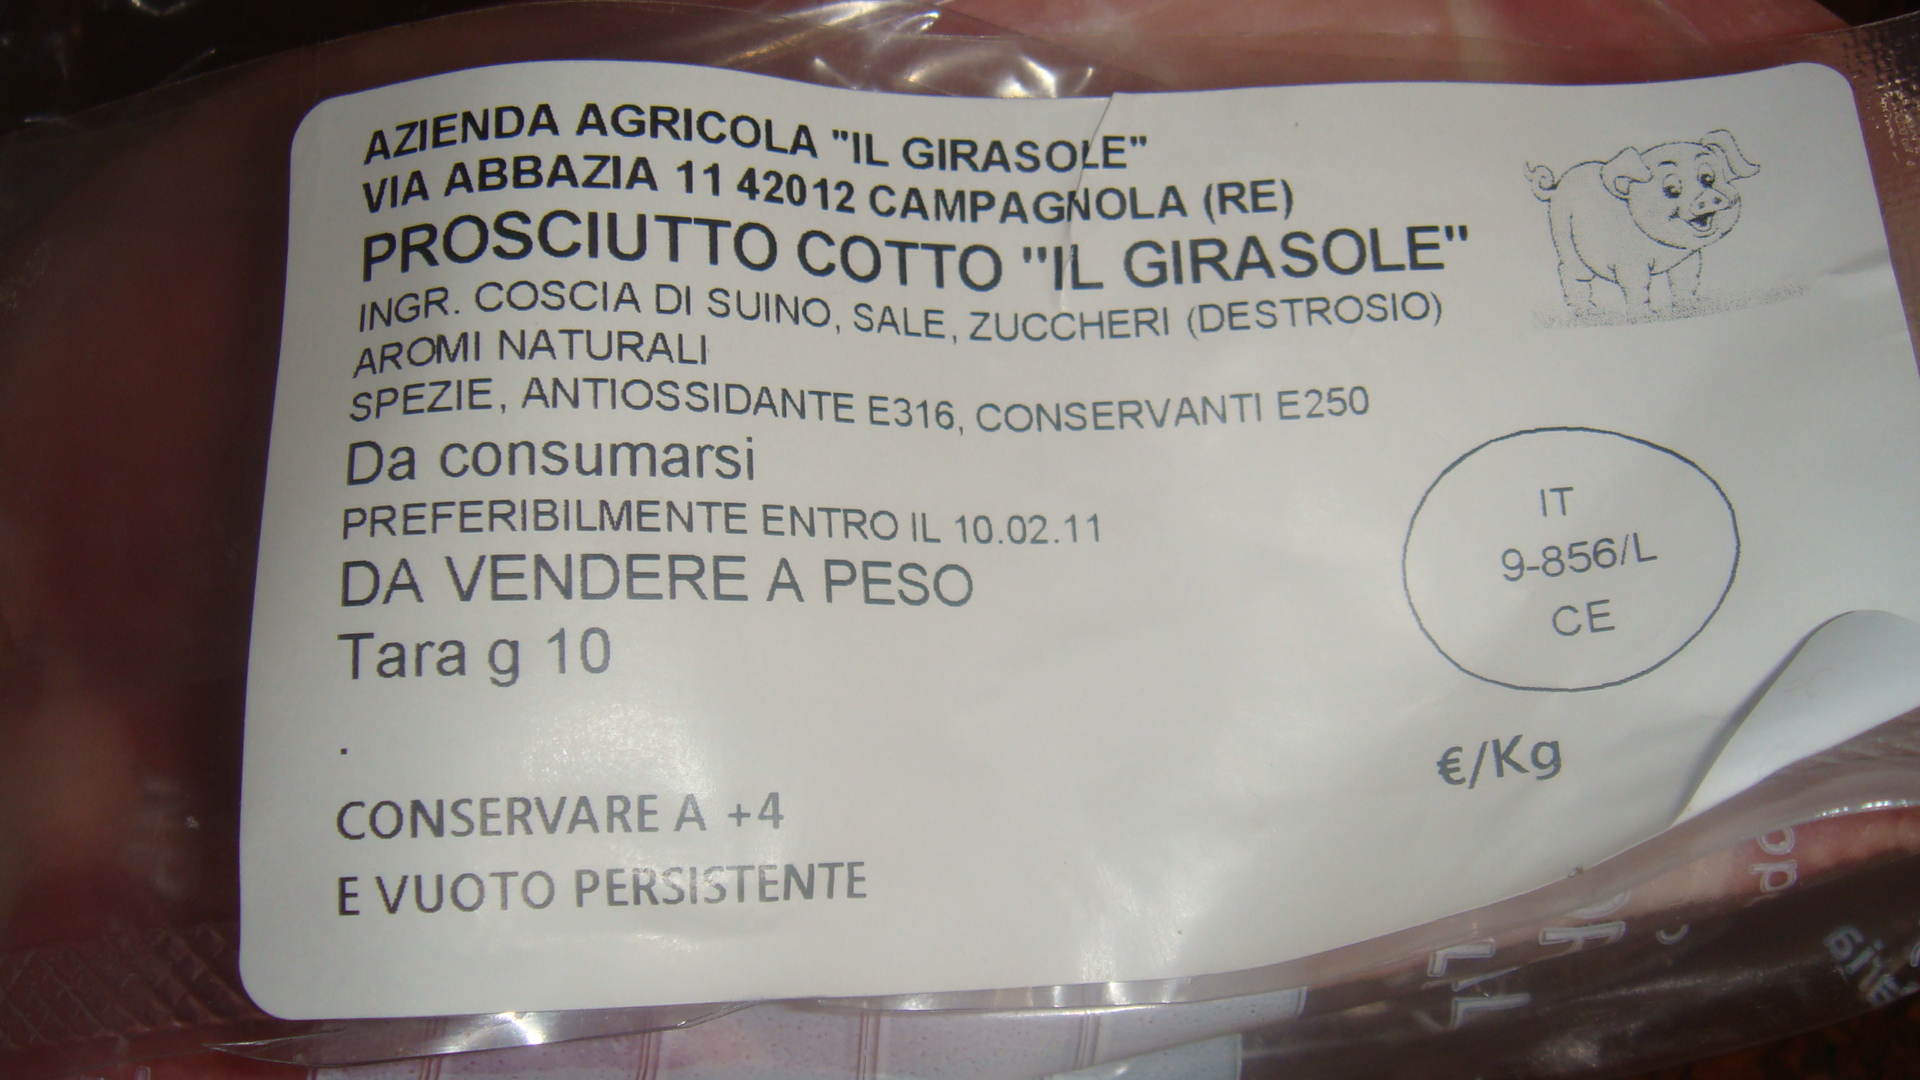 AZIENDA AGRICOLA "IL GIRASOLE"
VIA ABBAZIA 11 42012 CAMPAGNOLA (RE)
PROSCIUTTO COTTO "IL GIRASOLE"
INGR. COSCIA DI SUINO, SALE, ZUCCHERI (DESTROSIO)
AROMI NATURALI
SPEZIE, ANTIOSSIDANTE E316, CONSERVANTI E250
Da consumarsi
PREFERIBILMENTE ENTRO IL 10.02.11
DA VENDERE A PESO
Tara g 10
.
CONSERVARE A +4
E VUOTO PERSISTENTE
IT
9-856/L
CE
€/Kg